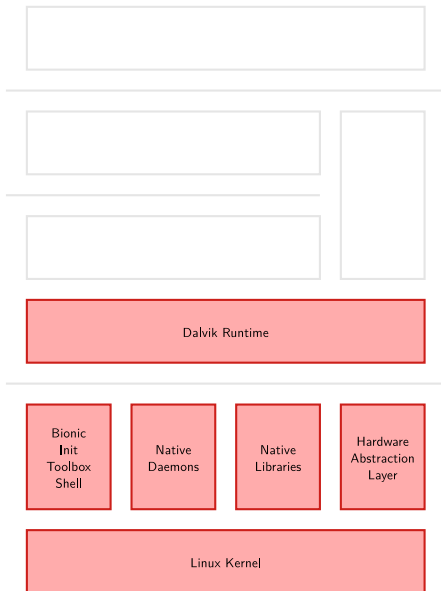 Dalvik Runtime
Bionic
Init
Toolbox
Shell
Native
Daemons
Native
Libraries
Hardware
Abstraction
Layer
Linux Kernel